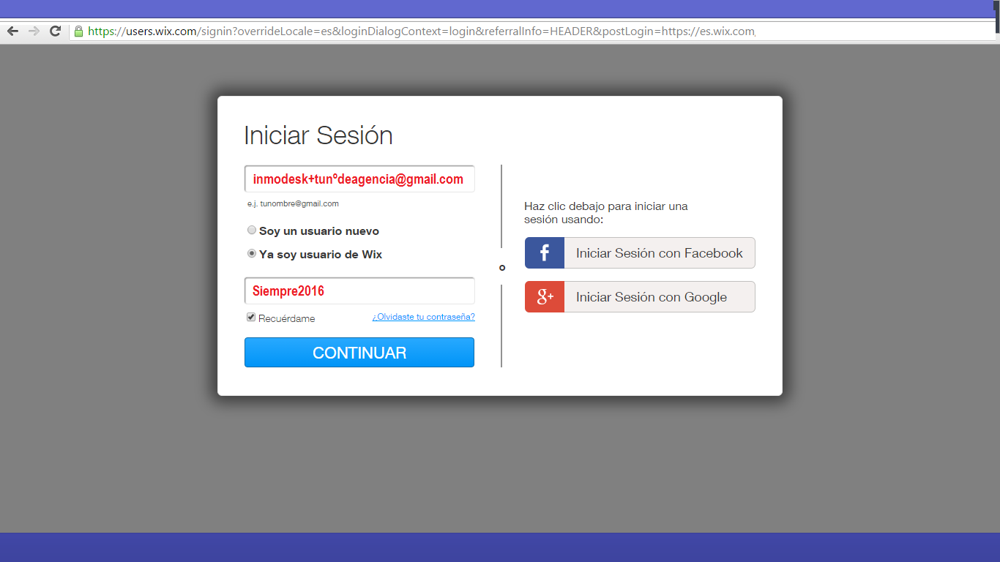 https://users.wix.com/signin?overrideLocale=es&loginDialogContext=login&referralInfo=HEADER&postLogin=https://es.wix.com
Iniciar Sesión
inmodesk+tunºdeagencia@gmail.com
e.j. tunombre@gmail.com
Soy un usuario nuevo
Ya soy usuario de Wix
Siempre2016
Recuérdame
¿Olvidaste tu contraseña?
CONTINUAR
o
Haz clic debajo para iniciar una
sesión usando:
f Iniciar Sesión con Facebook
g+ Iniciar Sesión con Google